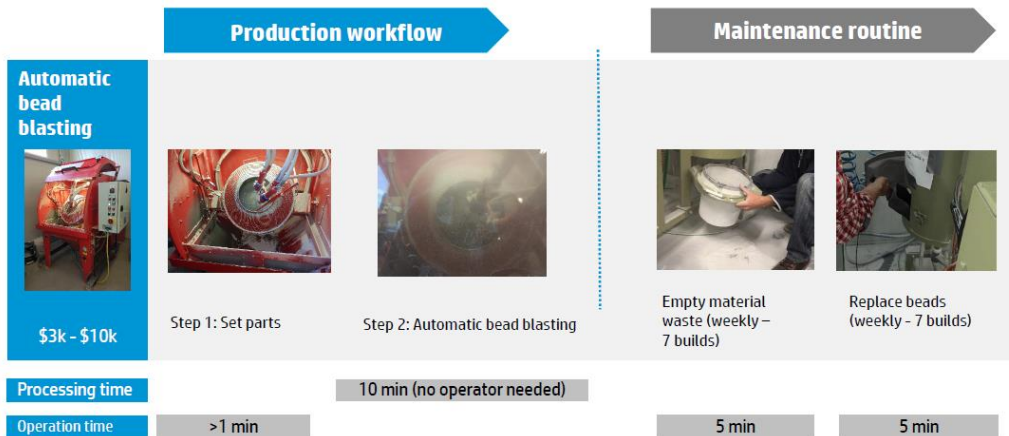 Production workflow
Maintenance routine
Automatic
bead
blasting
$3k - $10k
Step 1: Set parts
Step 2: Automatic bead blasting
Empty material
waste (weekly –
7 builds)
Replace beads
(weekly - 7 builds)
Processing time
10 min (no operator needed)
Operation time
>1 min
5 min
5 min